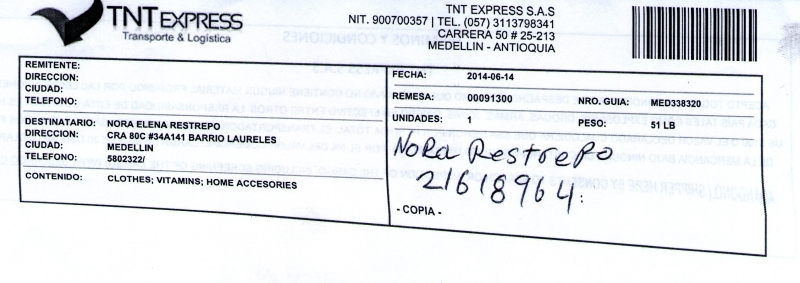 TNT EXPRESS
Transporte & Logística
TNT EXPRESS S.A.S
NIT. 900700357 | TEL. (057) 3113798341
CARRERA 50 # 25-213
MEDELLIN - ANTIOQUIA
REMITENTE:
DIRECCION:
CIUDAD:
TELEFONO:
DESTINATARIO: NORA ELENA RESTREPO
DIRECCION: CRA 80C #34A141 BARRIO LAURELES
CIUDAD: MEDELLIN
TELEFONO: 5802322/
CONTENIDO: CLOTHES; VITAMINS; HOME ACCESORIES
FECHA: 2014-06-14
REMESA: 00091300 NRO. GUIA: MED338320
UNIDADES: 1 PESO: 51 LB
NoRa RestRepo
21618964.
- COPIA -